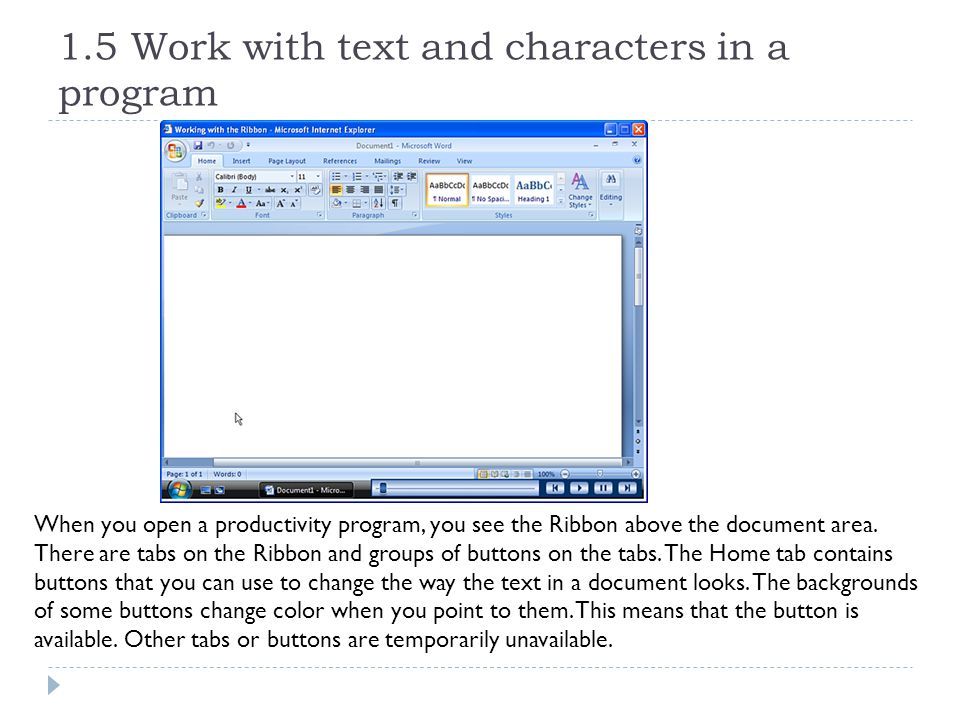 1.5 Work with text and characters in a
program
Working with the Ribbon - Microsoft Internet Explorer
Document1 - Microsoft Word
Home Insert Page Layout References Mailings Review View
Calibri (Body) 11
AaBbCcDc AaBbCcDc AaBbCc
Paste
B I U abc x₂ x²
¶ Normal ¶ No Spaci... Heading 1
Change
Styles
Editing
Aa A A
Clipboard Font Paragraph Styles
Page: 1 of 1 Words: 0 100%
Document1 - Micro...
When you open a productivity program, you see the Ribbon above the document area.
There are tabs on the Ribbon and groups of buttons on the tabs. The Home tab contains
buttons that you can use to change the way the text in a document looks. The backgrounds
of some buttons change color when you point to them. This means that the button is
available. Other tabs or buttons are temporarily unavailable.